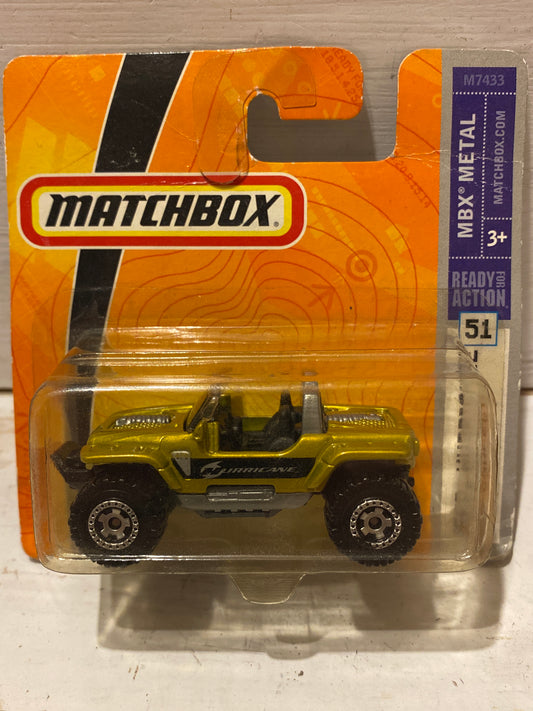 MATCHBOX®
M7433
MBX® METAL
MATCHBOX.COM
3+
READY FOR ACTION
51
HURRICANE